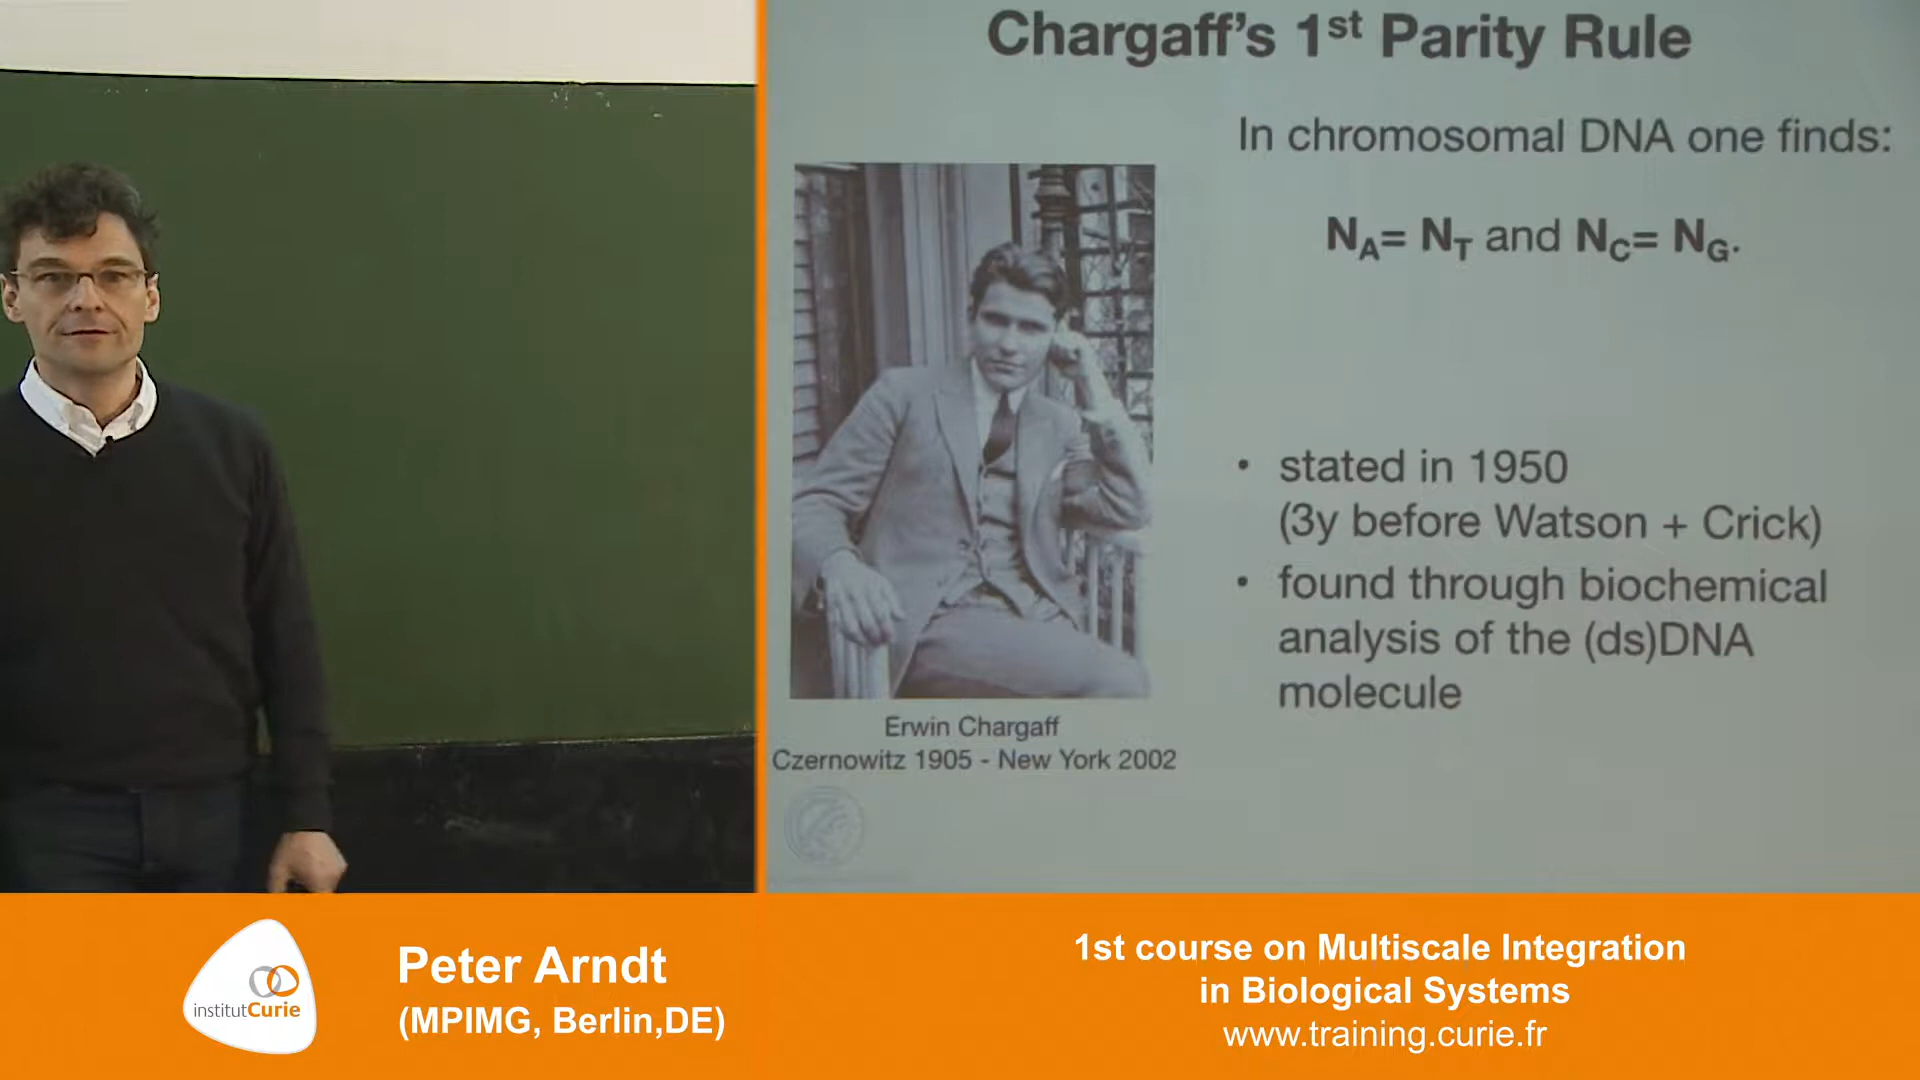 Chargaff's 1st Parity Rule
In chromosomal DNA one finds:
NA= NT and NC= NG.
• stated in 1950
(3y before Watson + Crick)
• found through biochemical
analysis of the (ds)DNA
molecule
Erwin Chargaff
Czernowitz 1905 - New York 2002
institutCurie
Peter Arndt
(MPIMG, Berlin,DE)
1st course on Multiscale Integration
in Biological Systems
www.training.curie.fr